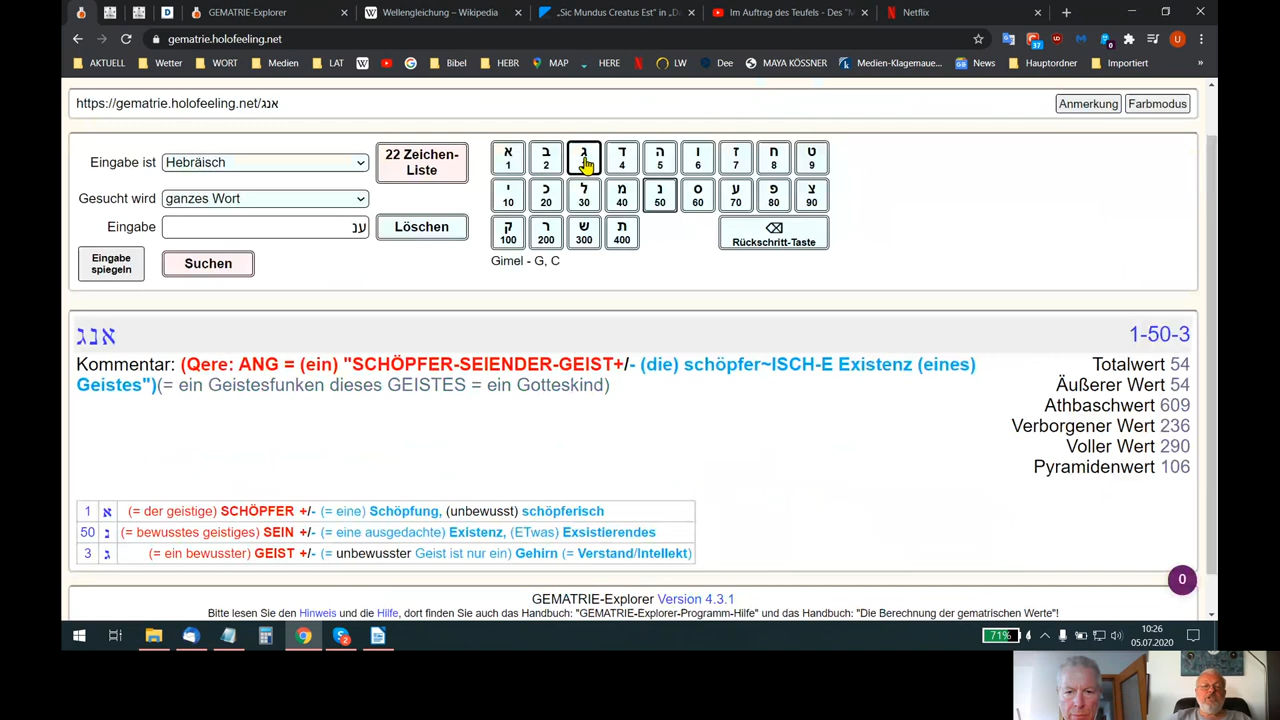 GEMATRIE-Explorer
Wellengleichung – Wikipedia
„Sic Mundus Creatus Est“ in „D
Im Auftrag des Teufels - Des "M
Netflix
gematrie.holofeeling.net
37
0
U
AKTUELL
Wetter
WORT
Medien
LAT
Bibel
HEBR
MAP
HERE
LW
Dee
MAYA KÖSSNER
Medien-Klagemaue...
News
Hauptordner
Importiert
»
https://gematrie.holofeeling.net/אנג
Anmerkung
Farbmodus
Eingabe ist
Hebräisch
22 Zeichen-
Liste
Gesucht wird
ganzes Wort
Eingabe
ענ
Löschen
Eingabe
spiegeln
Suchen
א ב ג ד ה ו ז ח ט
1 2 3 4 5 6 7 8 9
י כ ל מ נ ס ע פ צ
10 20 30 40 50 60 70 80 90
ק ר ש ת
100 200 300 400
Rückschritt-Taste
Gimel - G, C
אנג
1-50-3
Kommentar: (Qere: ANG = (ein) "SCHÖPFER-SEIENDER-GEIST+/- (die) schöpfer~ISCH-E Existenz (eines)
Geistes")(= ein Geistesfunken dieses GEISTES = ein Gotteskind)
Totalwert 54
Äußerer Wert 54
Athbaschwert 609
Verborgener Wert 236
Voller Wert 290
Pyramidenwert 106
1 א (= der geistige) SCHÖPFER +/- (= eine) Schöpfung, (unbewusst) schöpferisch
50 נ (= bewusstes geistiges) SEIN +/- (= eine ausgedachte) Existenz, (ETwas) Exsistierendes
3 ג (= ein bewusster) GEIST +/- (= unbewusster Geist ist nur ein) Gehirn (= Verstand/Intellekt)
0
GEMATRIE-Explorer Version 4.3.1
Bitte lesen Sie den Hinweis und die Hilfe, dort finden Sie auch das Handbuch: "GEMATRIE-Explorer-Programm-Hilfe" und das Handbuch: "Die Berechnung der gematrischen Werte"!
71%
10:26
05.07.2020